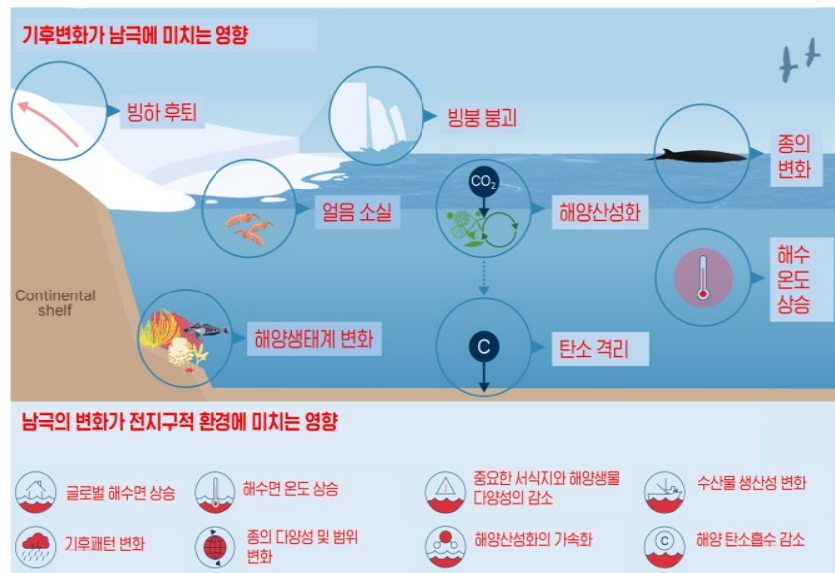 기후변화가 남극에 미치는 영향
빙하 후퇴
빙붕 붕괴
종의
변화
CO₂
얼음 소실
해양산성화
해수
온도
상승
Continental
shelf
해양생태계 변화
C
탄소 격리
남극의 변화가 전지구적 환경에 미치는 영향
글로벌 해수면 상승
해수면 온도 상승
중요한 서식지와 해양생물
다양성의 감소
수산물 생산성 변화
기후패턴 변화
종의 다양성 및 범위
변화
해양산성화의 가속화
C
해양 탄소흡수 감소